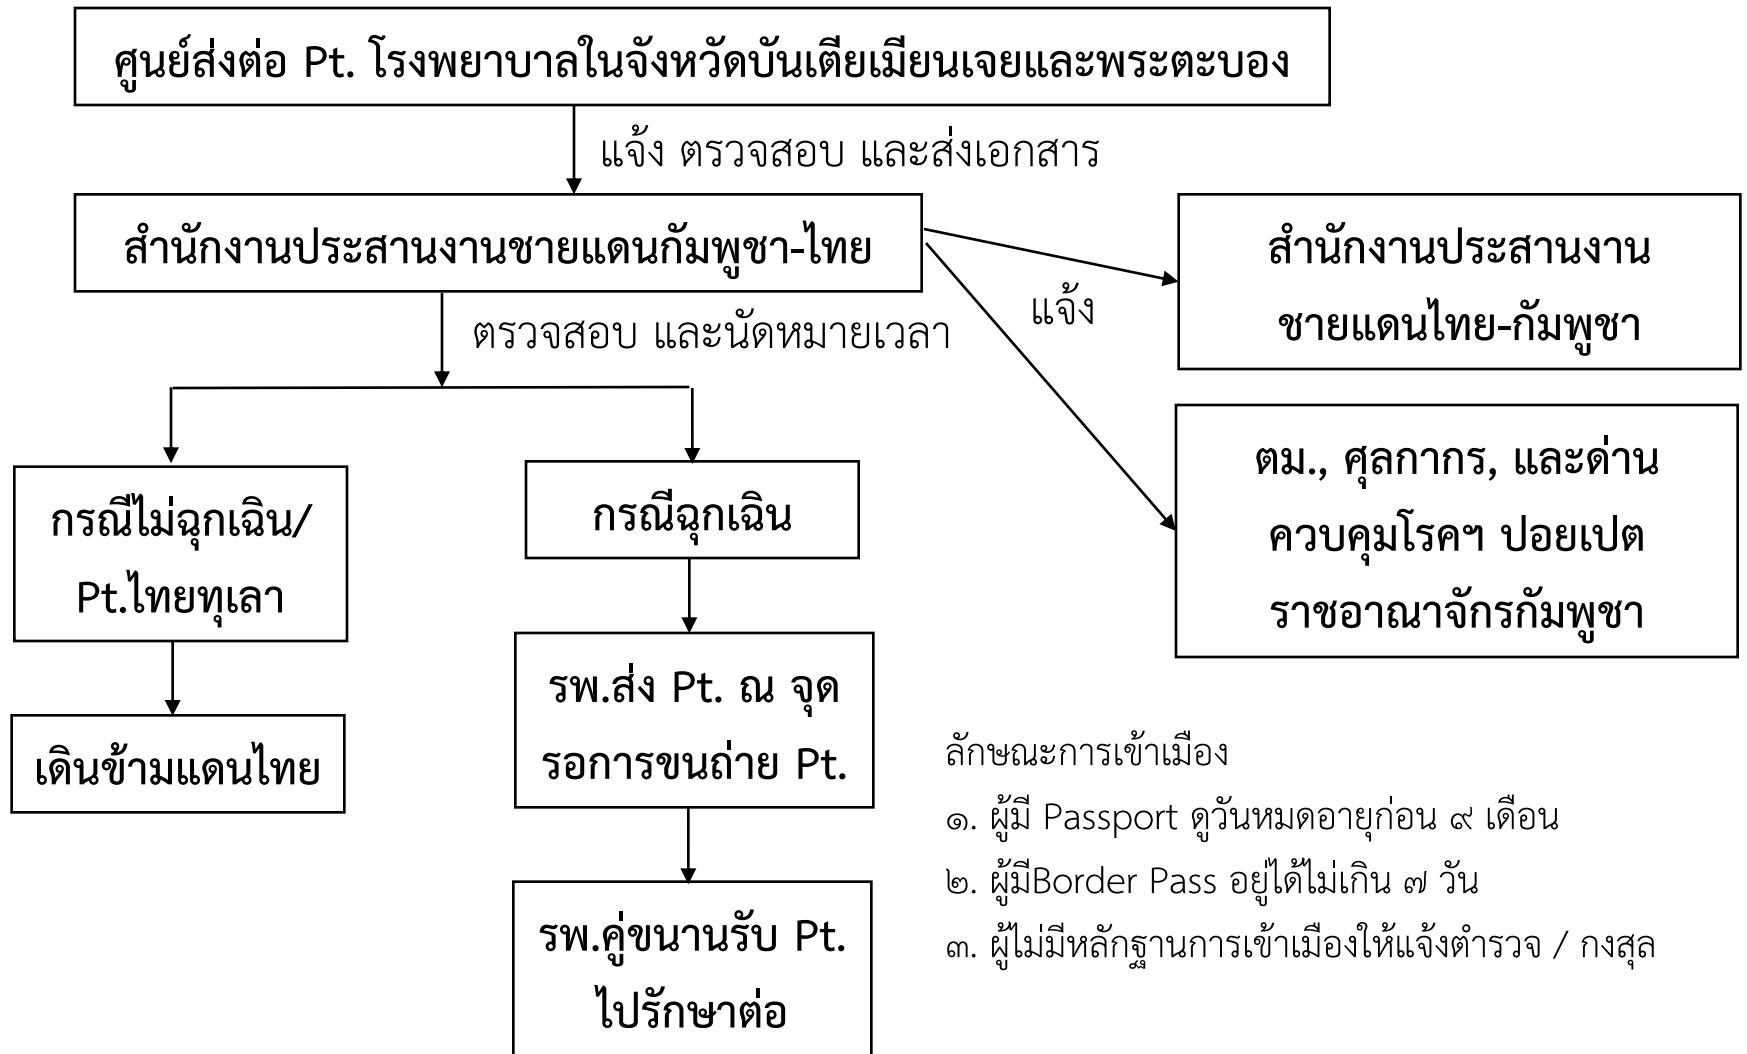 ศูนย์ส่งต่อ Pt. โรงพยาบาลในจังหวัดบันเตียเมียนเจยและพระตะบอง
แจ้ง ตรวจสอบ และส่งเอกสาร
สำนักงานประสานงานชายแดนกัมพูชา-ไทย
สำนักงานประสานงาน
ชายแดนไทย-กัมพูชา
แจ้ง
ตรวจสอบ และนัดหมายเวลา
ตม., ศุลกากร, และด่าน
ควบคุมโรคฯ ปอยเปต
ราชอาณาจักรกัมพูชา
กรณีไม่ฉุกเฉิน/
Pt.ไทยทุเลา
กรณีฉุกเฉิน
เดินข้ามแดนไทย
รพ.ส่ง Pt. ณ จุด
รอการขนถ่าย Pt.
รพ.คู่ขนานรับ Pt.
ไปรักษาต่อ
ลักษณะการเข้าเมือง
๑. ผู้มี Passport ดูวันหมดอายุก่อน ๙ เดือน
๒. ผู้มีBorder Pass อยู่ได้ไม่เกิน ๗ วัน
๓. ผู้ไม่มีหลักฐานการเข้าเมืองให้แจ้งตำรวจ / กงสุล